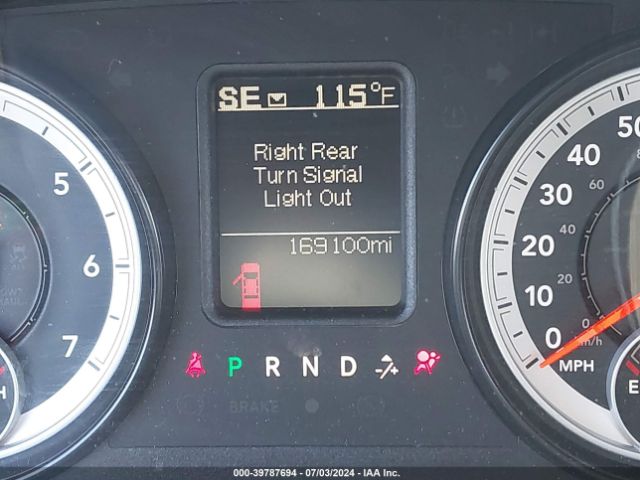 SE 115°F
Right Rear
Turn Signal
Light Out
169100mi
5
6
7
P R N D
BRAKE
50
40
30
20
10
0
60
40
20
0
km/h
MPH
E
H
000-39787694 - 07/03/2024 - IAA Inc.